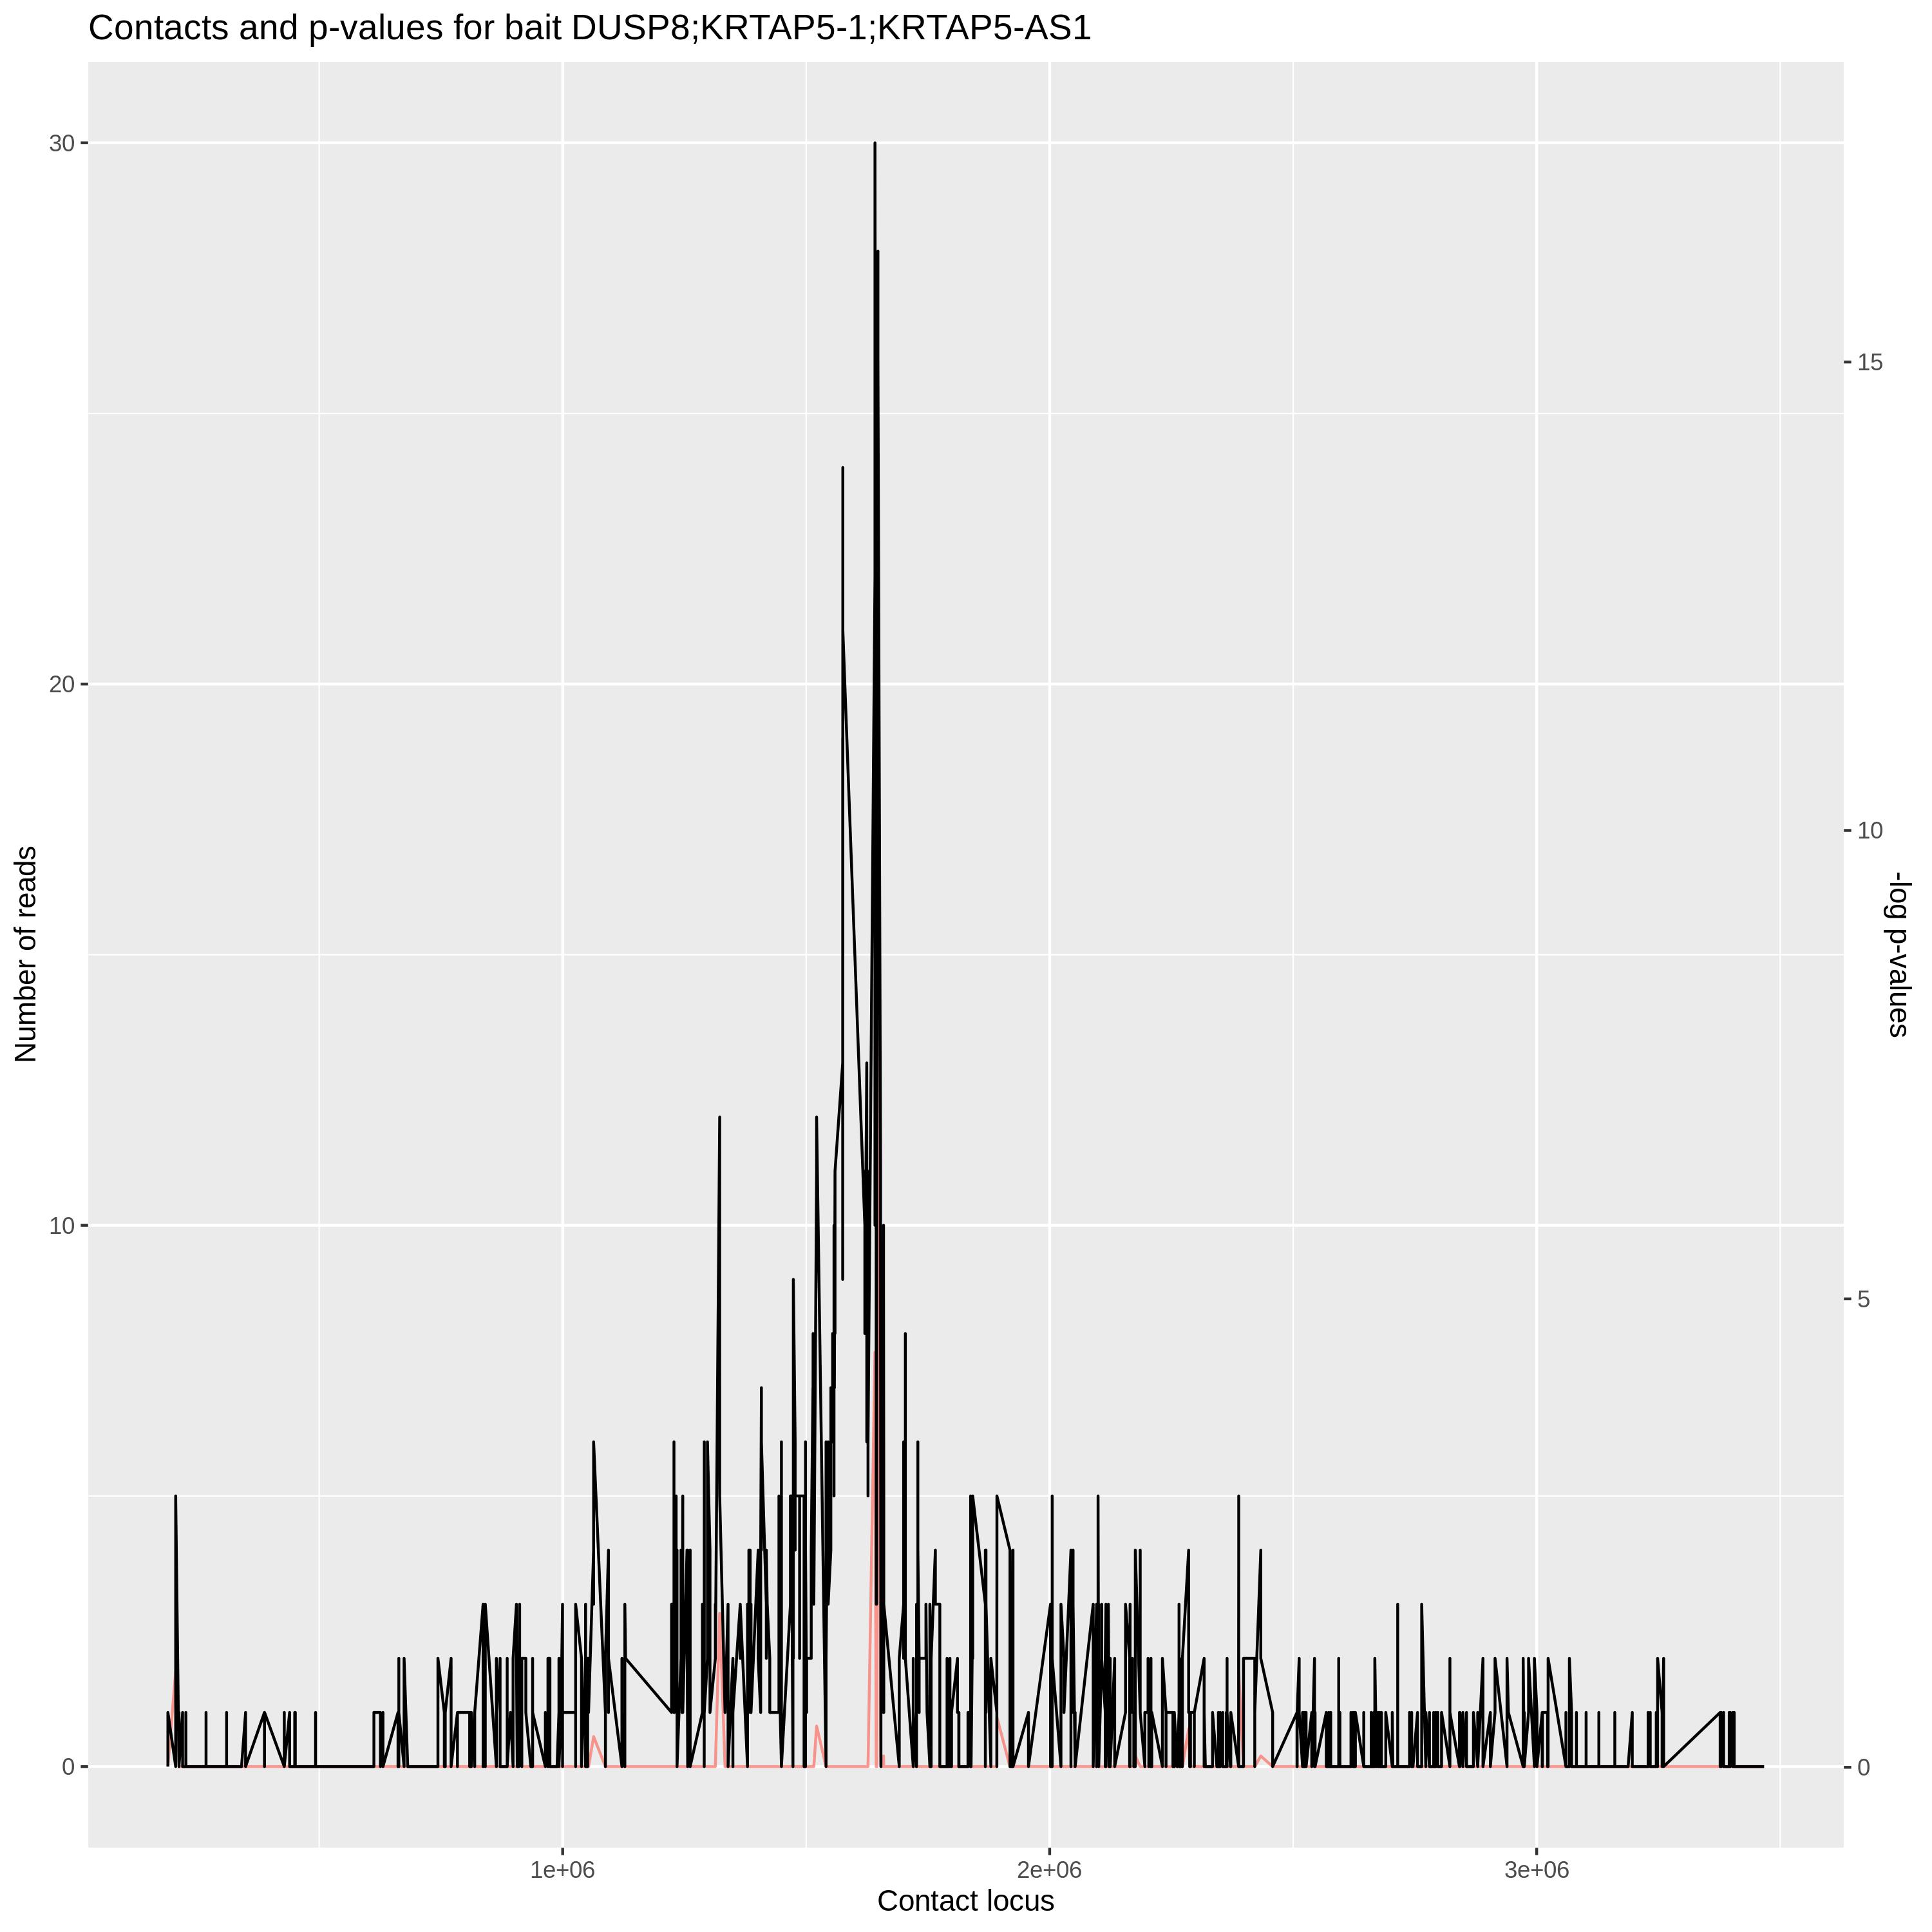 Contacts and p-values for bait DUSP8;KRTAP5-1;KRTAP5-AS1
30
20
10
0
Number of reads
15
10
5
0
-log p-values
1e+06
2e+06
3e+06
Contact locus